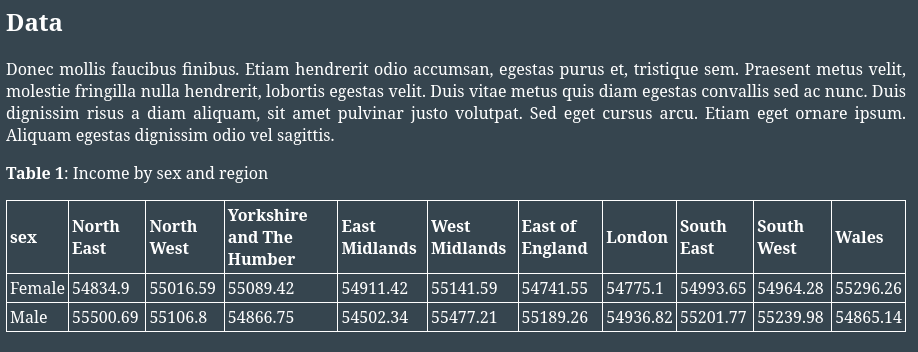 Data
Donec mollis faucibus finibus. Etiam hendrerit odio accumsan, egestas purus et, tristique sem. Praesent metus velit,
molestie fringilla nulla hendrerit, lobortis egestas velit. Duis vitae metus quis diam egestas convallis sed ac nunc. Duis
dignissim risus a diam aliquam, sit amet pulvinar justo volutpat. Sed eget cursus arcu. Etiam eget ornare ipsum.
Aliquam egestas dignissim odio vel sagittis.
Table 1: Income by sex and region
sex North East North West Yorkshire and The Humber East Midlands West Midlands East of England London South East South West Wales
Female 54834.9 55016.59 55089.42 54911.42 55141.59 54741.55 54775.1 54993.65 54964.28 55296.26
Male 55500.69 55106.8 54866.75 54502.34 55477.21 55189.26 54936.82 55201.77 55239.98 54865.14